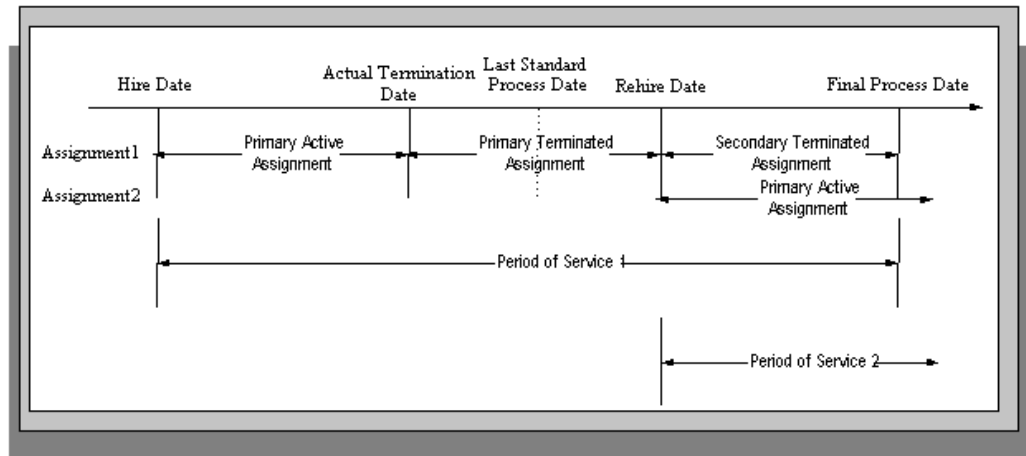 Hire Date
Actual Termination
Date
Last Standard
Process Date
Rehire Date
Final Process Date
Assignment1
Primary Active
Assignment
Primary Terminated
Assignment
Secondary Terminated
Assignment
Assignment2
Primary Active
Assignment
Period of Service 1
Period of Service 2